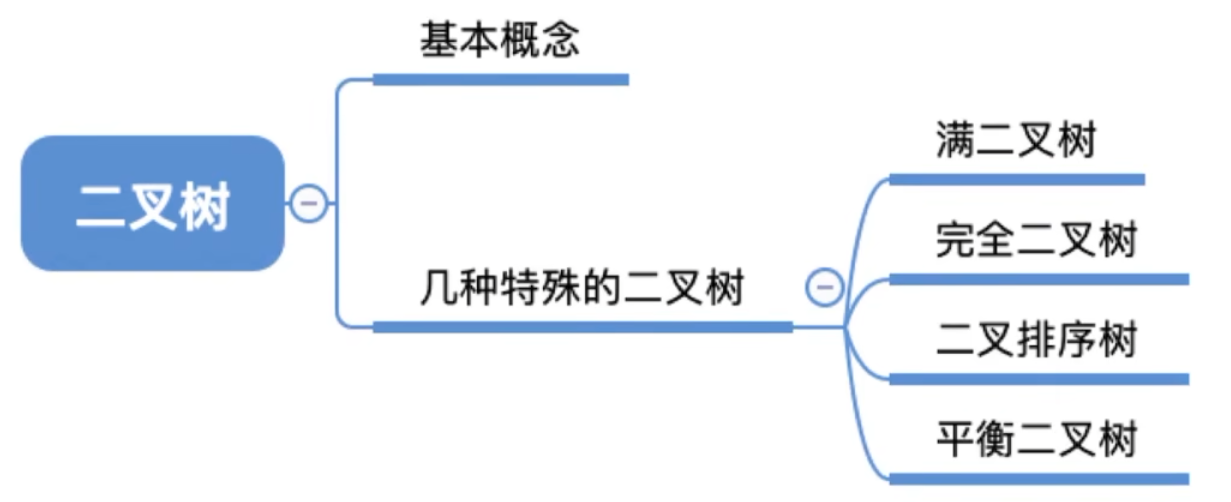 二叉树
基本概念
几种特殊的二叉树
满二叉树
完全二叉树
二叉排序树
平衡二叉树